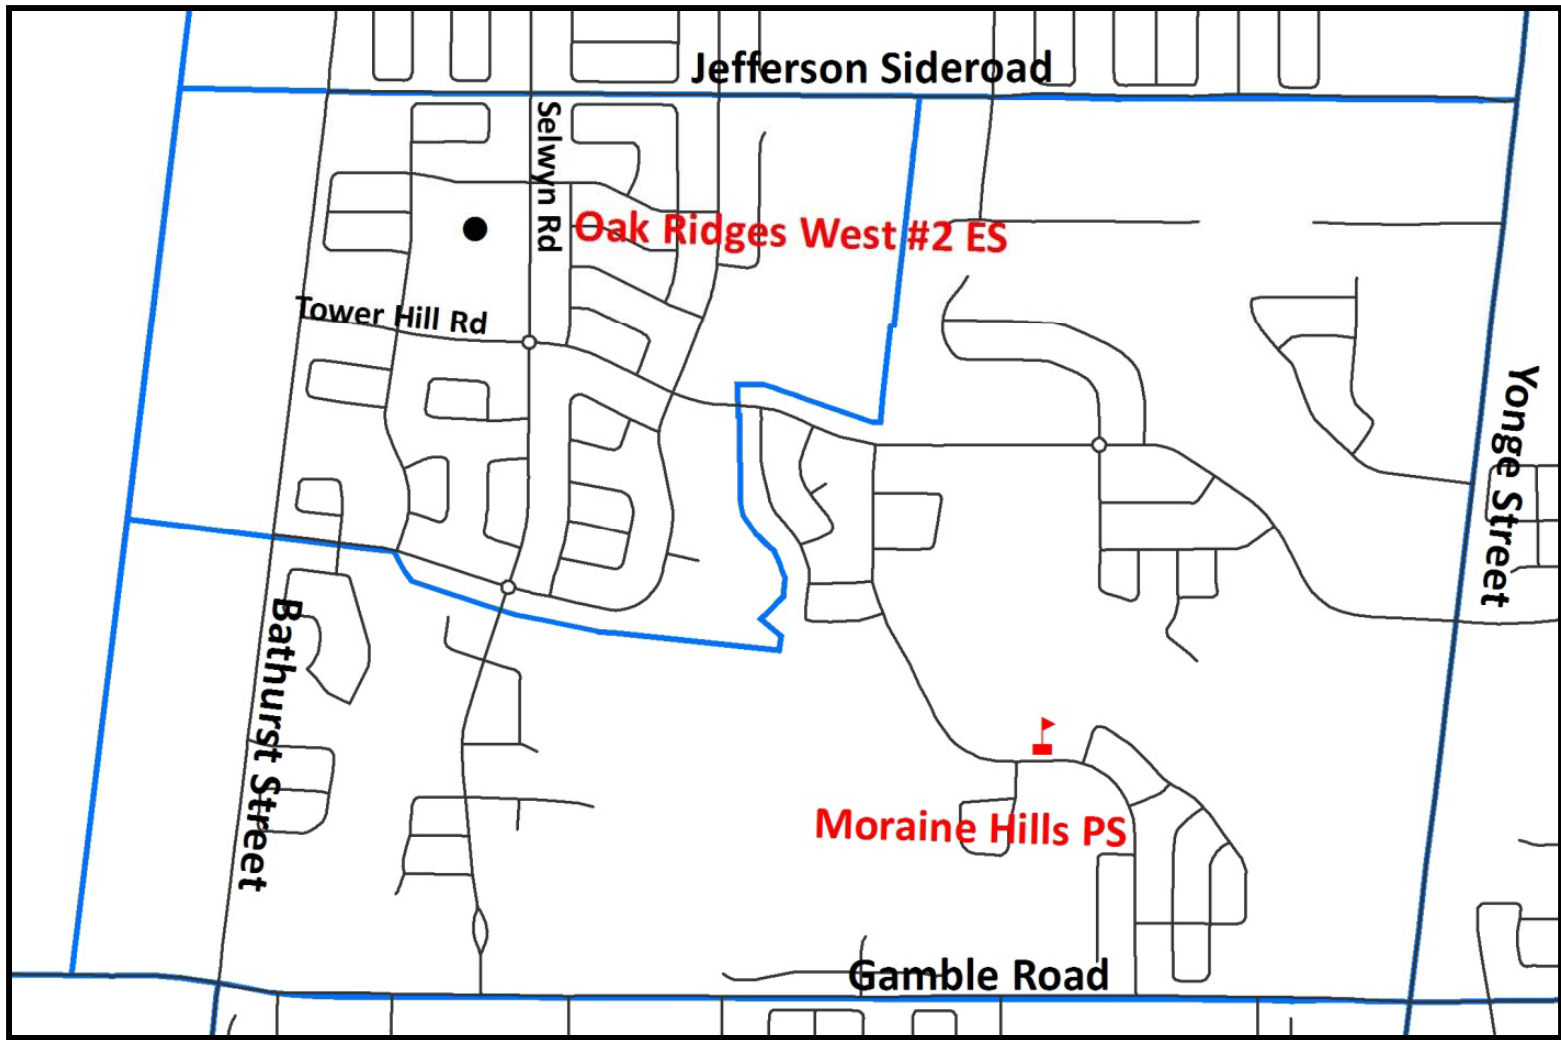 Jefferson Sideroad
Selwyn Rd
Oak Ridges West #2 ES
Tower Hill Rd
Yonge Street
Bathurst Street
Moraine Hills PS
Gamble Road